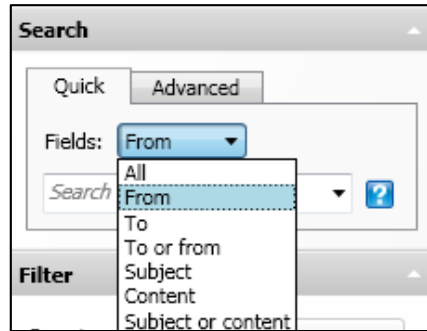 Search
Quick Advanced
Fields: From
All
Search From
To
To or from
Filter Subject
Content
Subject or content